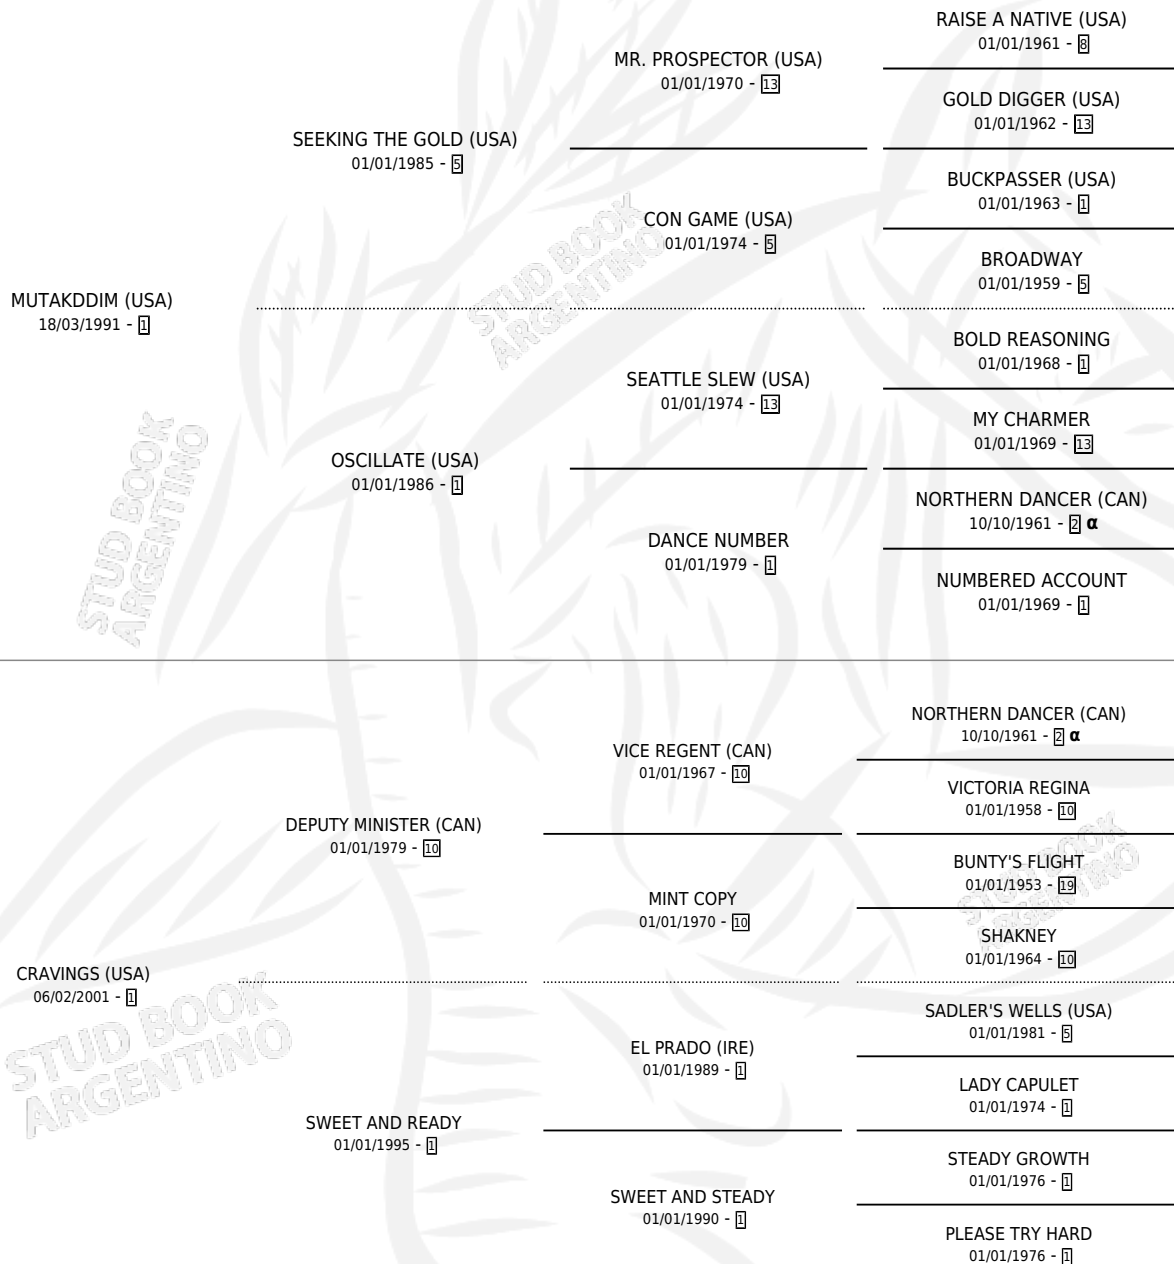 RAISE A NATIVE (USA)
01/01/1961 - 8
MR. PROSPECTOR (USA)
01/01/1970 - 13
GOLD DIGGER (USA)
01/01/1962 - 13
SEEKING THE GOLD (USA)
01/01/1985 - 5
BUCKPASSER (USA)
01/01/1963 - 1
CON GAME (USA)
01/01/1974 - 5
BROADWAY
01/01/1959 - 5
MUTAKDDIM (USA)
18/03/1991 - 1
BOLD REASONING
01/01/1968 - 1
SEATTLE SLEW (USA)
01/01/1974 - 13
MY CHARMER
01/01/1969 - 13
OSCILLATE (USA)
01/01/1986 - 1
NORTHERN DANCER (CAN)
10/10/1961 - 2 α
DANCE NUMBER
01/01/1979 - 1
NUMBERED ACCOUNT
01/01/1969 - 1
NORTHERN DANCER (CAN)
10/10/1961 - 2 α
VICE REGENT (CAN)
01/01/1967 - 10
VICTORIA REGINA
01/01/1958 - 10
DEPUTY MINISTER (CAN)
01/01/1979 - 10
BUNTY'S FLIGHT
01/01/1953 - 19
MINT COPY
01/01/1970 - 10
SHAKNEY
01/01/1964 - 10
CRAVINGS (USA)
06/02/2001 - 1
SADLER'S WELLS (USA)
01/01/1981 - 5
EL PRADO (IRE)
01/01/1989 - 1
LADY CAPULET
01/01/1974 - 1
SWEET AND READY
01/01/1995 - 1
STEADY GROWTH
01/01/1976 - 1
SWEET AND STEADY
01/01/1990 - 1
PLEASE TRY HARD
01/01/1976 - 1
STUD BOOK
ARGENTINO
STUD BOOK
ARGENTINO
STUD BOOK
ARGENTINO
STUD BOOK
ARGENTINO